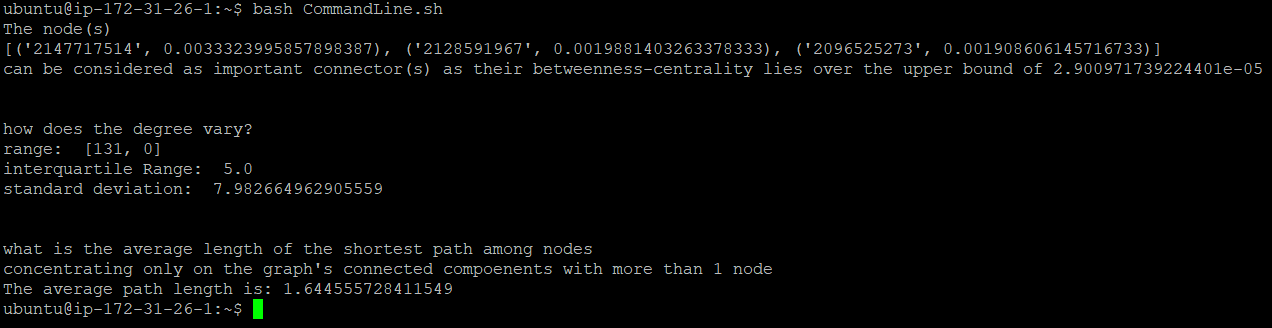 ubuntu@ip-172-31-26-1:~$ bash CommandLine.sh
The node(s)
[('2147717514', 0.0033323995857898387), ('2128591967', 0.0019881403263378333), ('2096525273', 0.001908606145716733)]
can be considered as important connector(s) as their betweenness-centrality lies over the upper bound of 2.900971739224401e-05
how does the degree vary?
range:  [131, 0]
interquartile Range:  5.0
standard deviation:  7.982664962905559
what is the average length of the shortest path among nodes
concentrating only on the graph's connected compoenents with more than 1 node
The average path length is: 1.644555728411549
ubuntu@ip-172-31-26-1:~$